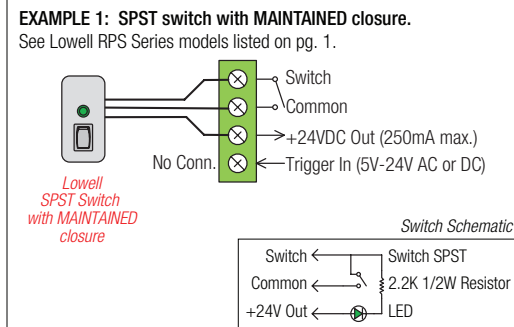 EXAMPLE 1: SPST switch with MAINTAINED closure.
See Lowell RPS Series models listed on pg. 1.
Switch
Common
+24VDC Out (250mA max.)
No Conn.
Trigger In (5V-24V AC or DC)
Lowell
SPST Switch
with MAINTAINED
closure
Switch Schematic
Switch
Switch SPST
Common
2.2K 1/2W Resistor
+24V Out
LED